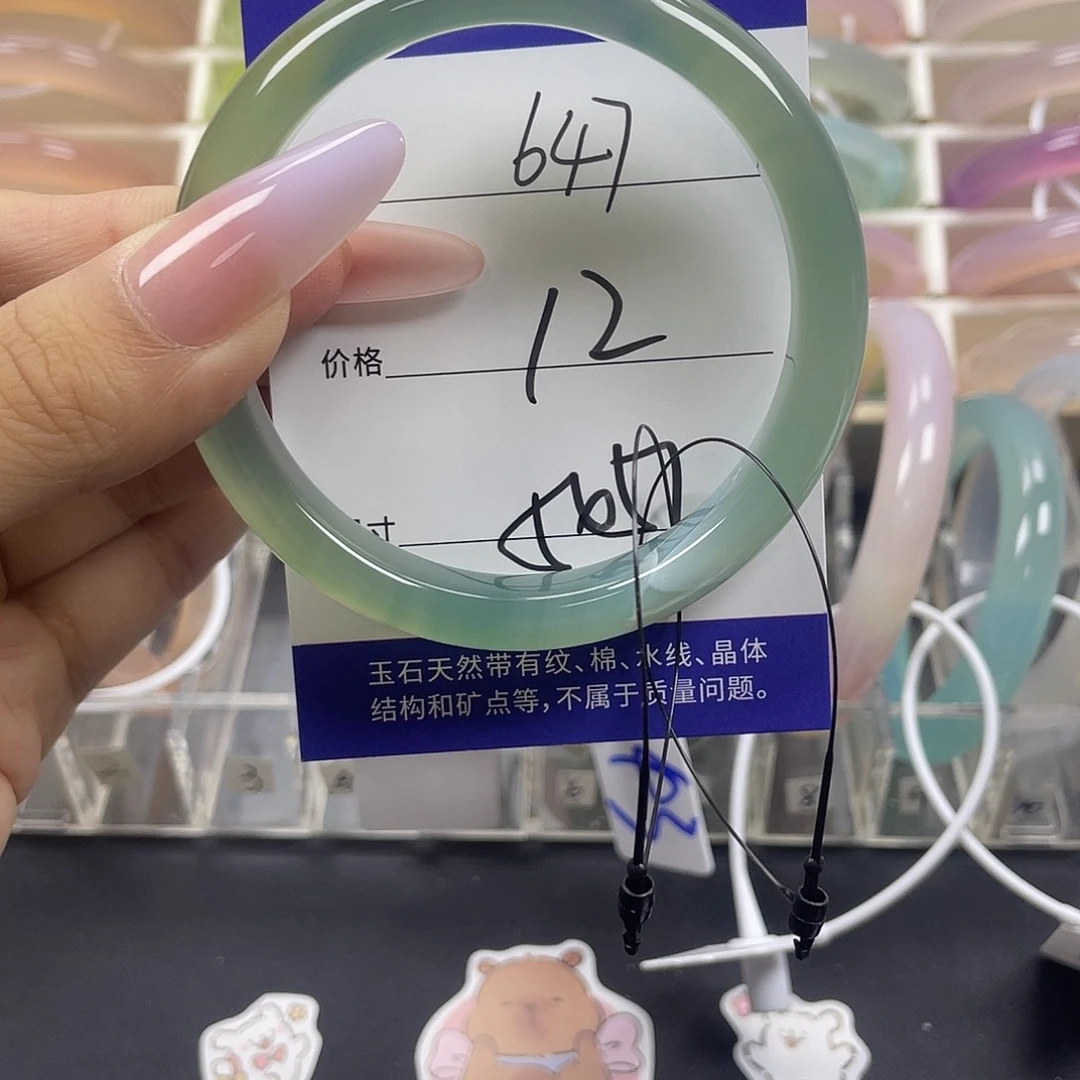 647
价格 12
寸
玉石天然带有纹、棉、水线、晶体
结构和矿点等，不属于质量问题。